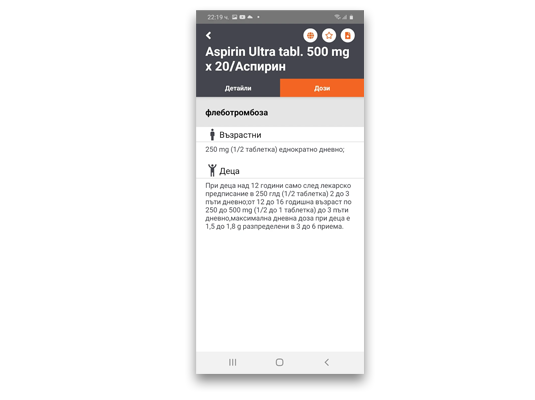 22:19 ч.
Aspirin Ultra tabl. 500 mg
x 20/Аспирин
Детайли
Дози
флеботромбоза
Възрастни
250 mg (1/2 таблетка) еднократно дневно;
Деца
При деца над 12 години само след лекарско
предписание в 250 глд (1/2 таблетка) 2 до 3
пъти дневно;от 12 до 16 годишна възраст по
250 до 500 mg (1/2 до 1 таблетка) до 3 пъти
дневно,максимална дневна доза при деца е
1,5 до 1,8 g разпределени в 3 до 6 приема.